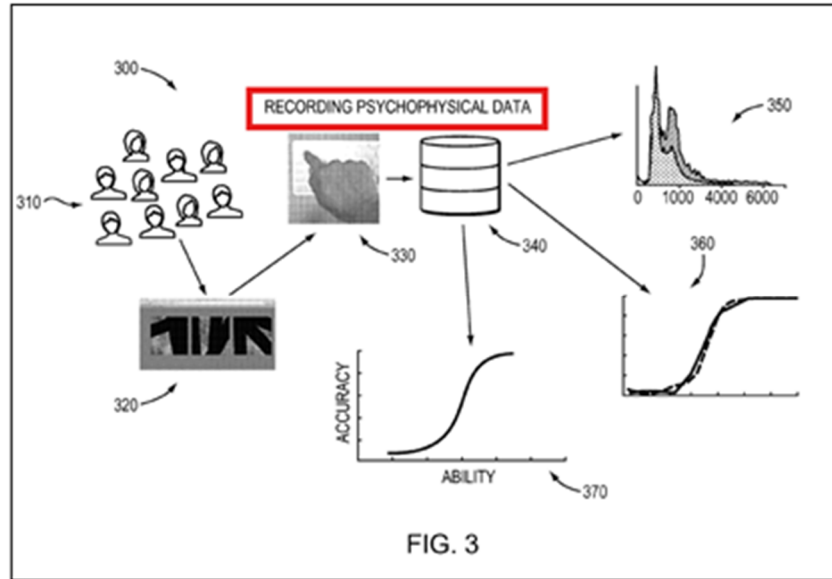 300
RECORDING PSYCHOPHYSICAL DATA
350
0 1000 4000 6000
310
330
340
360
320
ACCURACY
ABILITY
370
FIG. 3